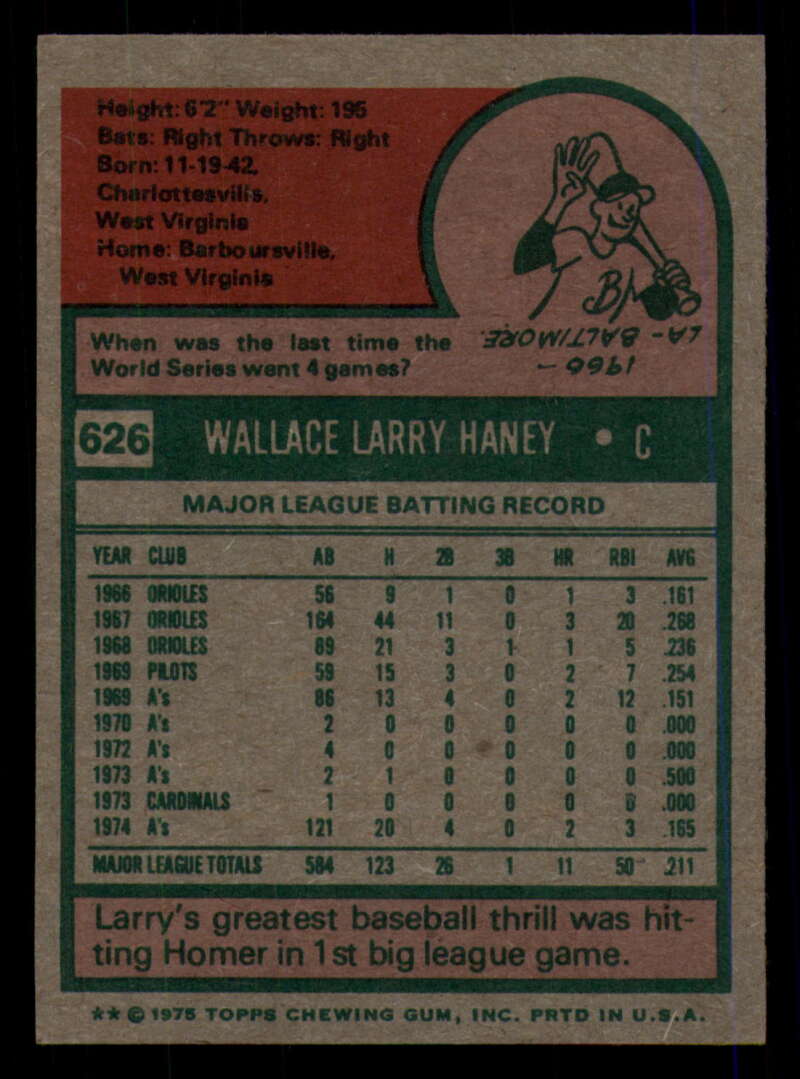 Height: 6'2" Weight: 195
Bats: Right Throws: Right
Born: 11-19-42,
Charlottesville,
West Virginia
Home: Barboursville,
West Virginia
When was the last time the
World Series went 4 games?
1966 -
LA - BALTIMORE.
B
626 WALLACE LARRY HANEY • C
MAJOR LEAGUE BATTING RECORD
YEAR CLUB AB H 2B 3B HR RBI AVG
1966 ORIOLES 56 9 1 0 1 3 .161
1967 ORIOLES 164 44 11 0 3 20 .268
1968 ORIOLES 89 21 3 1 1 5 .236
1969 PILOTS 59 15 3 0 2 7 .254
1969 A's 86 13 4 0 2 12 .151
1970 A's 2 0 0 0 0 0 .000
1972 A's 4 0 0 0 0 0 .000
1973 A's 2 1 0 0 0 0 .500
1973 CARDINALS 1 0 0 0 0 0 .000
1974 A's 121 20 4 0 2 3 .165
MAJOR LEAGUE TOTALS 584 123 26 1 11 50 .211
Larry's greatest baseball thrill was hit-
ting Homer in 1st big league game.
** © 1975 TOPPS CHEWING GUM, INC. PRTD IN U.S.A.